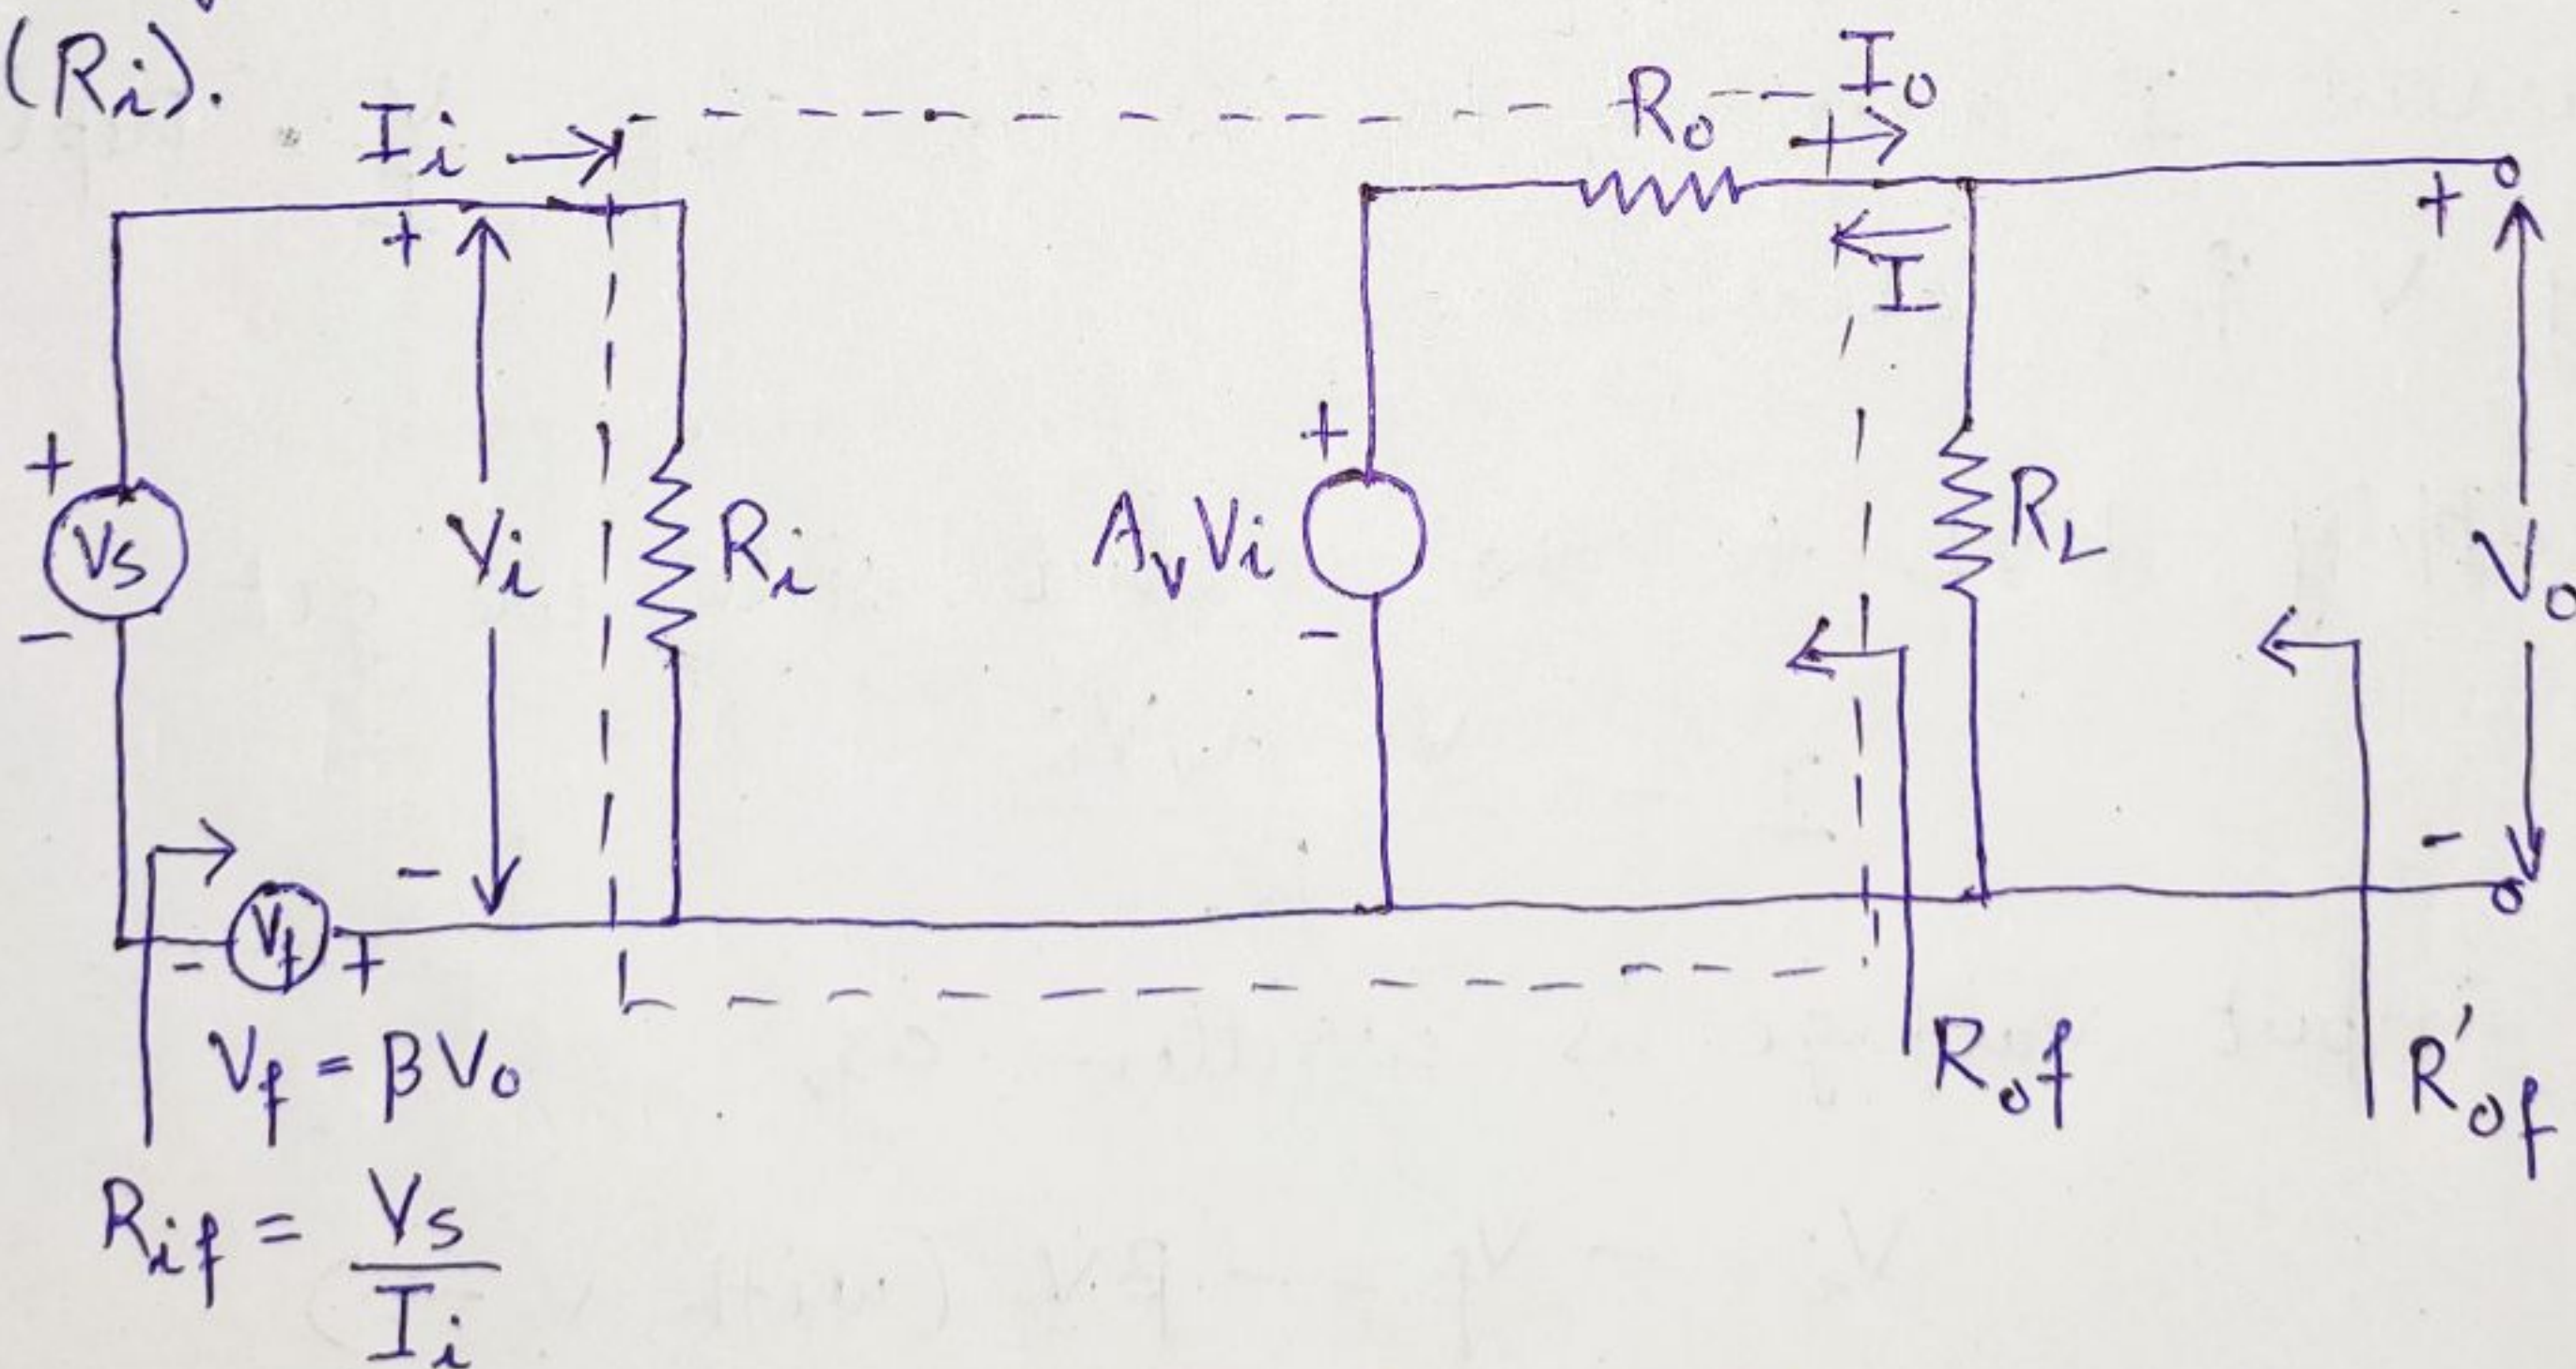 (Ri).
Ii
Ro
Io
I
+
+
+
Vs
-
Vi
Ri
+
AvVi
-
RL
Vo
-
-
Vf
+
-
Vf = βVo
Rof
R'of
Rif = Vs / Ii